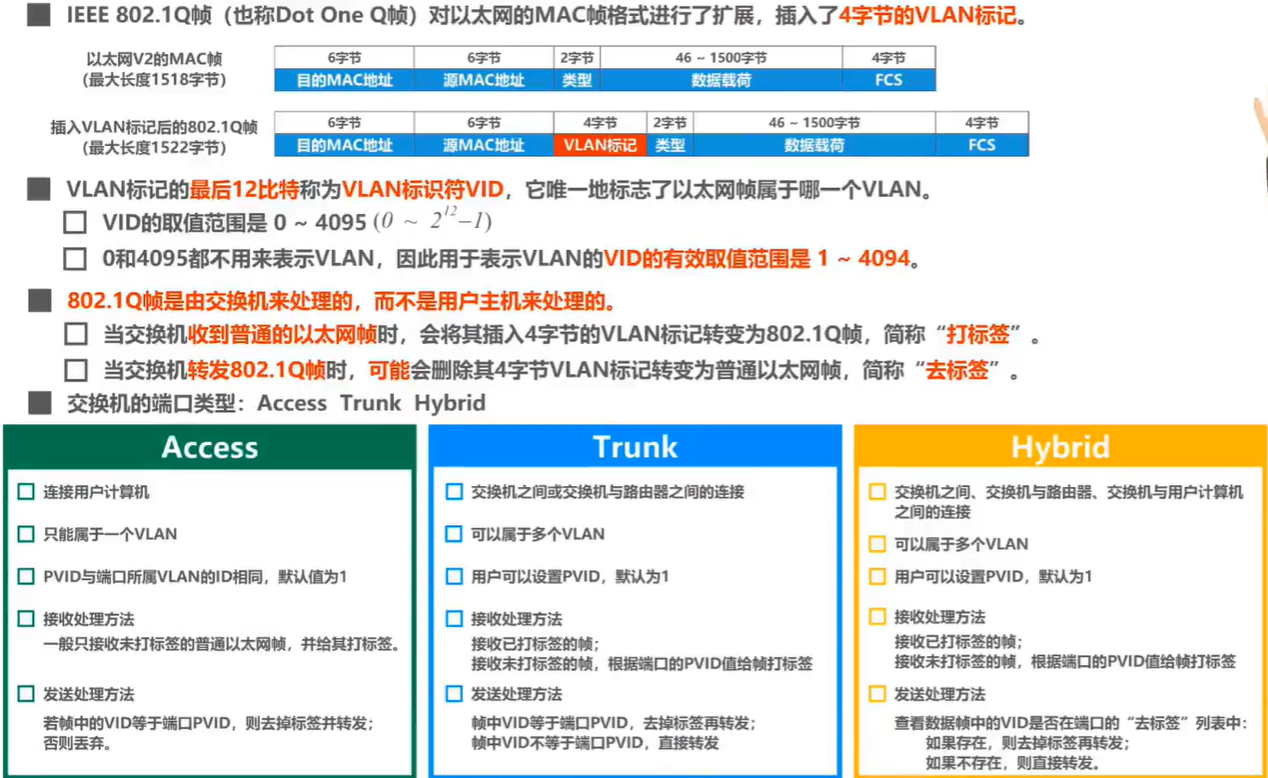 IEEE 802.1Q帧（也称Dot One Q帧）对以太网的MAC帧格式进行了扩展，插入了4字节的VLAN标记。
以太网V2的MAC帧
(最大长度1518字节)
6字节 6字节 2字节 46 ~ 1500字节 4字节
目的MAC地址 源MAC地址 类型 数据载荷 FCS
插入VLAN标记后的802.1Q帧
(最大长度1522字节)
6字节 6字节 4字节 2字节 46 ~ 1500字节 4字节
目的MAC地址 源MAC地址 VLAN标记 类型 数据载荷 FCS
VLAN标记的最后12比特称为VLAN标识符VID，它唯一地标志了以太网帧属于哪一个VLAN。
VID的取值范围是 0 ~ 4095 (0 ~ 2¹²−1)
0和4095都不用来表示VLAN，因此用于表示VLAN的VID的有效取值范围是 1 ~ 4094。
802.1Q帧是由交换机来处理的，而不是用户主机来处理的。
当交换机收到普通的以太网帧时，会将其插入4字节的VLAN标记转变为802.1Q帧，简称“打标签”。
当交换机转发802.1Q帧时，可能会删除其4字节VLAN标记转变为普通以太网帧，简称“去标签”。
交换机的端口类型：Access Trunk Hybrid
Access
连接用户计算机
只能属于一个VLAN
PVID与端口所属VLAN的ID相同，默认值为1
接收处理方法
一般只接收未打标签的普通以太网帧，并给其打标签。
发送处理方法
若帧中的VID等于端口PVID，则去掉标签并转发；
否则丢弃。
Trunk
交换机之间或交换机与路由器之间的连接
可以属于多个VLAN
用户可以设置PVID，默认为1
接收处理方法
接收已打标签的帧；
接收未打标签的帧，根据端口的PVID值给帧打标签
发送处理方法
帧中VID等于端口PVID，去掉标签再转发；
帧中VID不等于端口PVID，直接转发
Hybrid
交换机之间、交换机与路由器、交换机与用户计算机
之间的连接
可以属于多个VLAN
用户可以设置PVID，默认为1
接收处理方法
接收已打标签的帧；
接收未打标签的帧，根据端口的PVID值给帧打标签
发送处理方法
查看数据帧中的VID是否在端口的“去标签”列表中：
如果存在，则去掉标签再转发；
如果不存在，则直接转发。